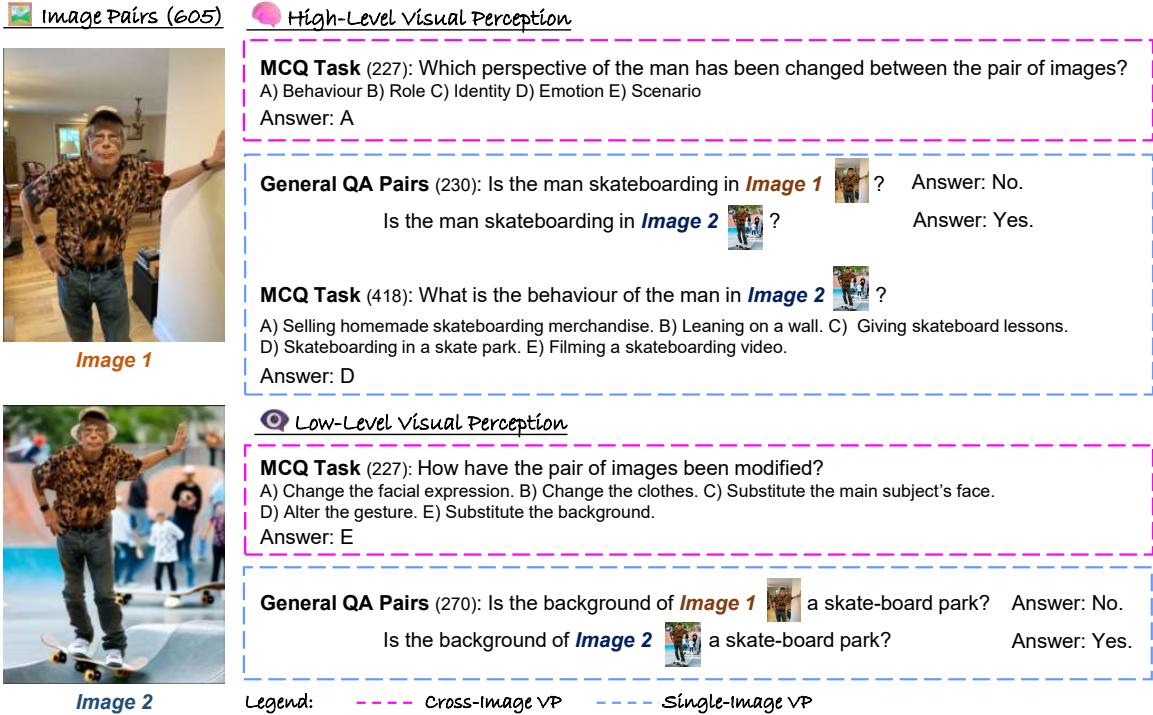 Image Pairs (605)
High-Level Visual Perception
MCQ Task (227): Which perspective of the man has been changed between the pair of images?
A) Behaviour B) Role C) Identity D) Emotion E) Scenario
Answer: A
General QA Pairs (230): Is the man skateboarding in Image 1 ? Answer: No.
Is the man skateboarding in Image 2 ? Answer: Yes.
MCQ Task (418): What is the behaviour of the man in Image 2 ?
A) Selling homemade skateboarding merchandise. B) Leaning on a wall. C) Giving skateboard lessons.
D) Skateboarding in a skate park. E) Filming a skateboarding video.
Answer: D
Image 1
Low-Level Visual Perception
MCQ Task (227): How have the pair of images been modified?
A) Change the facial expression. B) Change the clothes. C) Substitute the main subject's face.
D) Alter the gesture. E) Substitute the background.
Answer: E
General QA Pairs (270): Is the background of Image 1 a skate-board park? Answer: No.
Is the background of Image 2 a skate-board park? Answer: Yes.
Image 2
Legend: Cross-Image VP Single-Image VP